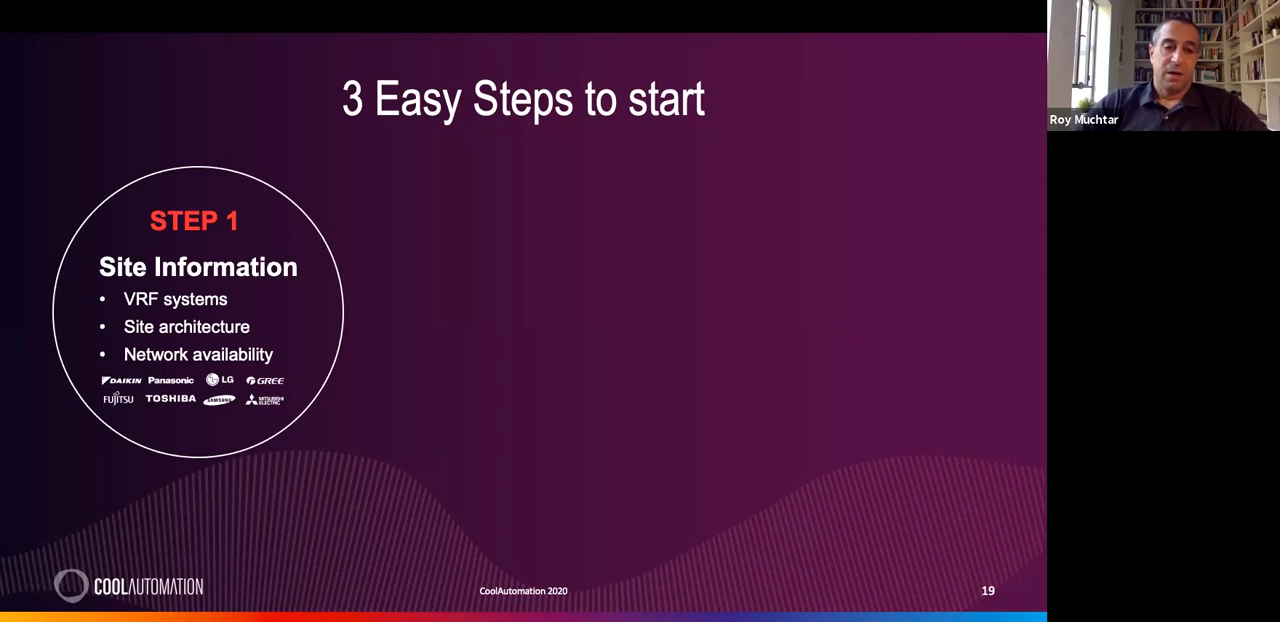 3 Easy Steps to start
Roy Muchtar
STEP 1
Site Information
• VRF systems
• Site architecture
• Network availability
DAIKIN Panasonic LG GREE
FUJITSU TOSHIBA SAMSUNG MITSUBISHI ELECTRIC
COOLAUTOMATION
CoolAutomation 2020
19